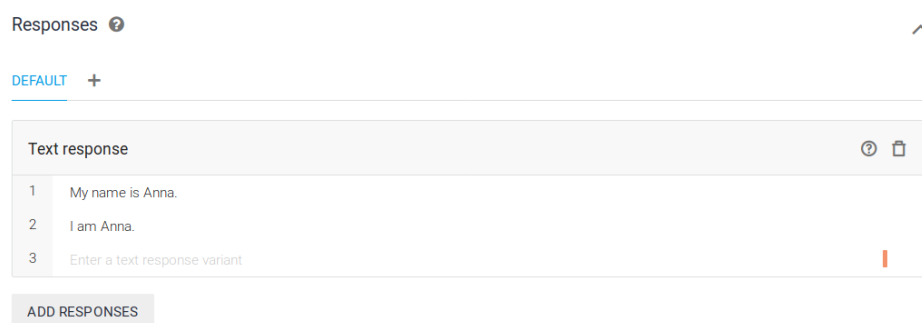 Responses
DEFAULT
Text response
1 My name is Anna.
2 I am Anna.
3 Enter a text response variant
ADD RESPONSES